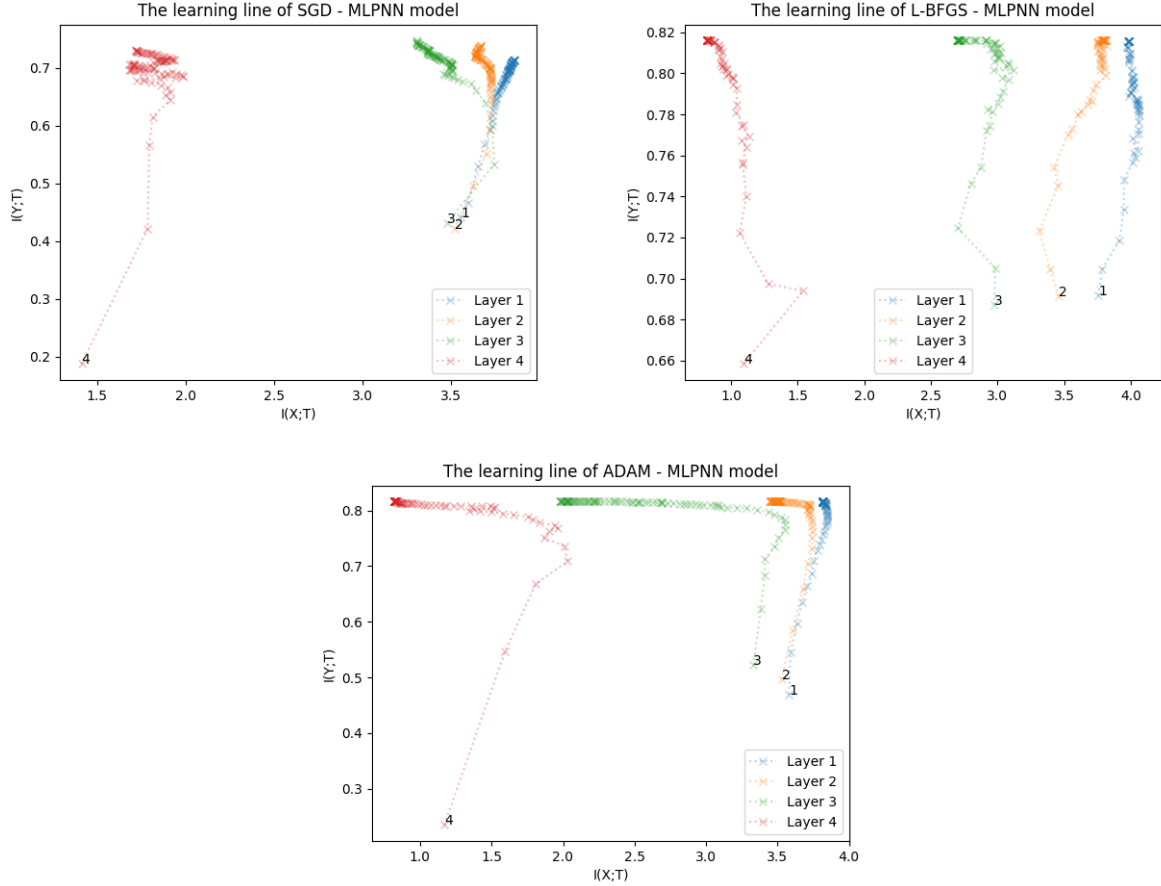 The learning line of SGD - MLPNN model
I(Y;T)
0.7
0.6
0.5
0.4
0.3
0.2
1
3
2
4
Layer 1
Layer 2
Layer 3
Layer 4
1.5
2.0
2.5
3.0
3.5
I(X;T)
The learning line of L-BFGS - MLPNN model
I(Y;T)
0.82
0.80
0.78
0.76
0.74
0.72
0.70
0.68
0.66
3
2
1
4
Layer 1
Layer 2
Layer 3
Layer 4
1.0
1.5
2.0
2.5
3.0
3.5
4.0
I(X;T)
The learning line of ADAM - MLPNN model
I(Y;T)
0.8
0.7
0.6
0.5
0.4
0.3
3
2
1
4
Layer 1
Layer 2
Layer 3
Layer 4
1.0
1.5
2.0
2.5
3.0
3.5
4.0
I(X;T)